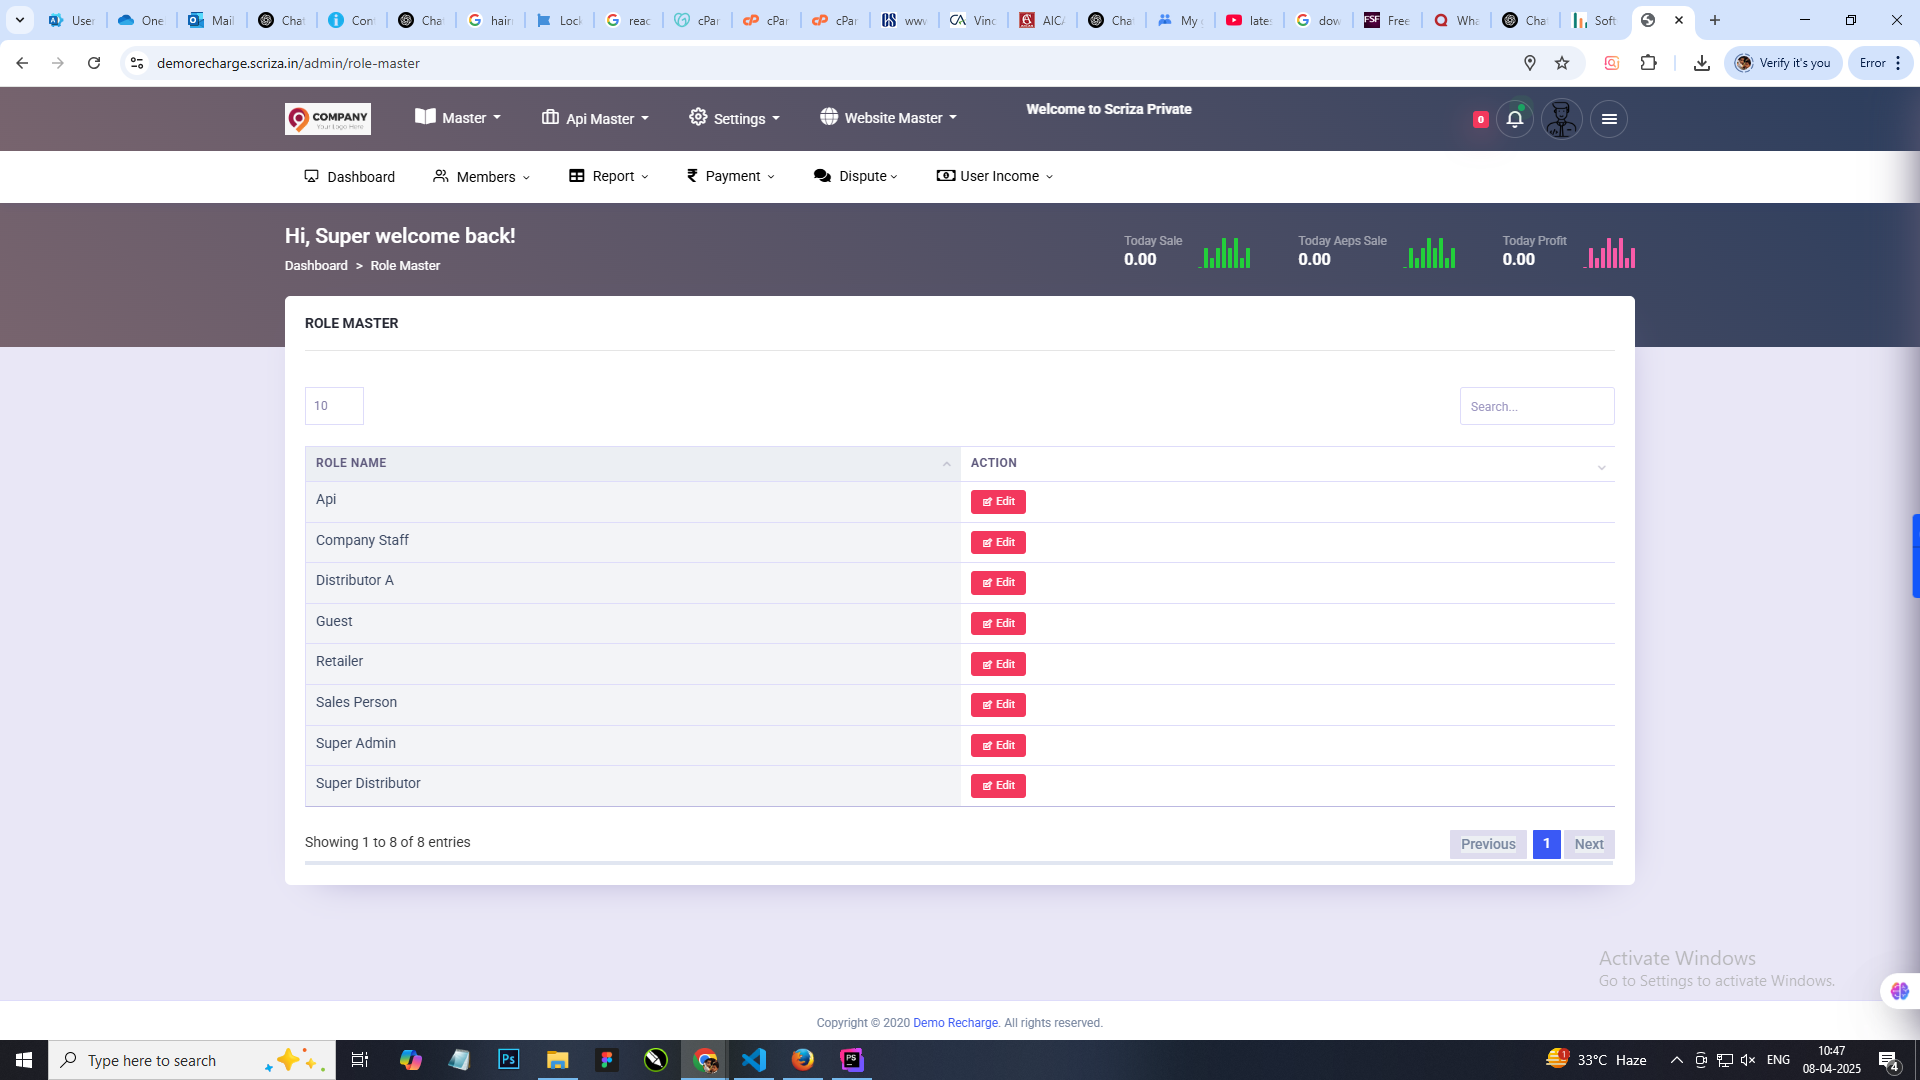 User
One
Mail
Chat
Con
Chat
hair
Lock
reac
cPar
cPar
cPar
www
Vinc
AICA
Chat
My
late
dow
Free
Wha
Chat
Soft
demorecharge.scriza.in/admin/role-master
Verify it's you
Error
COMPANY
Your Logo Here
Master
Api Master
Settings
Website Master
Welcome to Scriza Private
0
Dashboard
Members
Report
Payment
Dispute
User Income
Hi, Super welcome back!
Dashboard > Role Master
Today Sale
0.00
Today Aeps Sale
0.00
Today Profit
0.00
ROLE MASTER
10
Search...
ROLE NAME ACTION
Api Edit
Company Staff Edit
Distributor A Edit
Guest Edit
Retailer Edit
Sales Person Edit
Super Admin Edit
Super Distributor Edit
Showing 1 to 8 of 8 entries
Previous 1 Next
Activate Windows
Go to Settings to activate Windows.
Copyright © 2020 Demo Recharge. All rights reserved.
Type here to search
Ps
PS
1
33°C Haze
ENG
10:47
08-04-2025
4